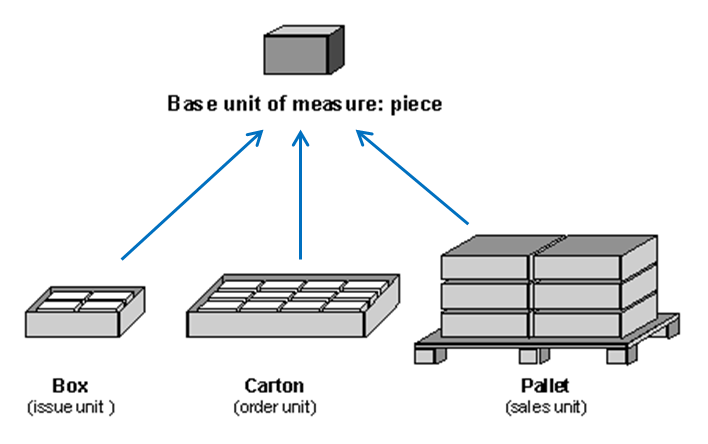 Base unit of measure: piece
Box
(issue unit )
Carton
(order unit)
Pallet
(sales unit)